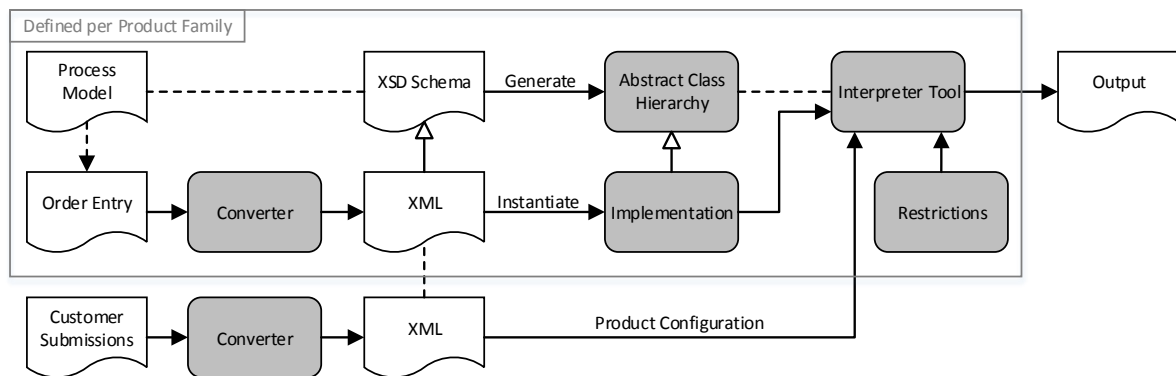 Defined per Product Family
Process
Model
XSD Schema
Generate
Abstract Class
Hierarchy
Interpreter Tool
Output
Order Entry
Converter
XML
Instantiate
Implementation
Restrictions
Customer
Submissions
Converter
XML
Product Configuration